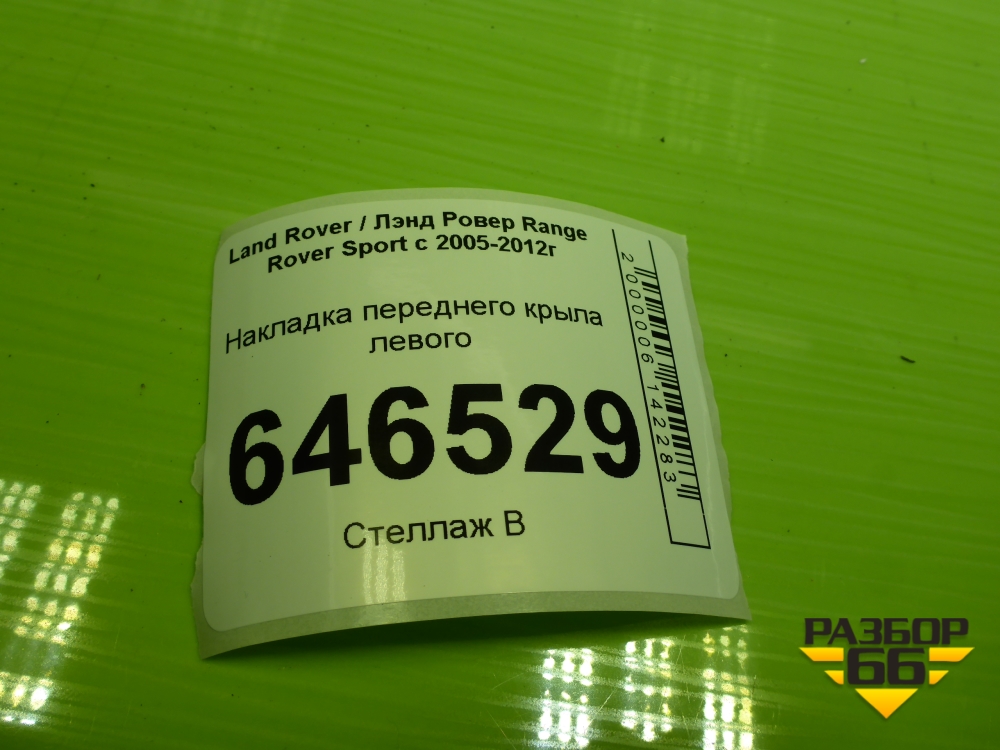 Land Rover / Лэнд Ровер Range
Rover Sport с 2005-2012г
Накладка переднего крыла
левого
646529
Стеллаж В
2000006142283
РАЗБОР
66